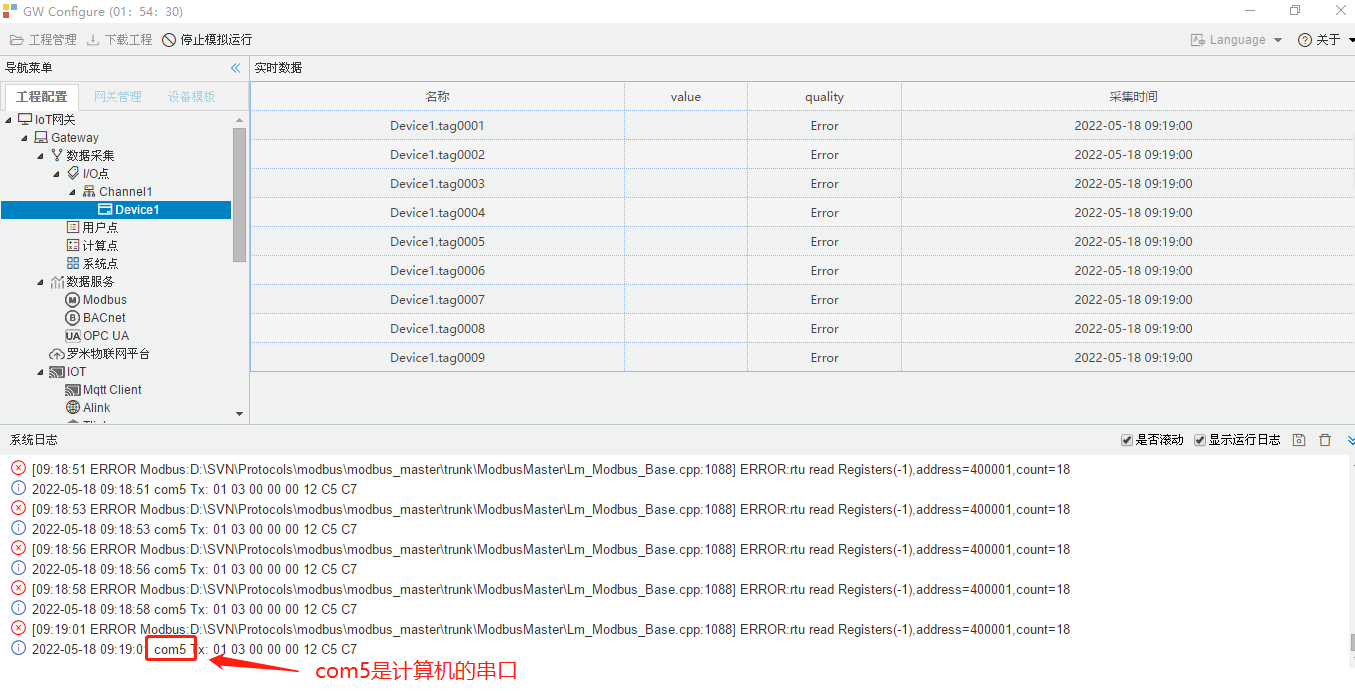 GW Configure (01: 54: 30)
工程管理 下载工程 停止模拟运行 Language 关于
导航菜单
工程配置 网关管理 设备模板
IoT网关
Gateway
数据采集
I/O点
Channel1
Device1
用户点
计算点
系统点
数据服务
Modbus
BACnet
OPC UA
罗米物联网平台
IOT
Mqtt Client
Alink
实时数据
名称 value quality 采集时间
Device1.tag0001 Error 2022-05-18 09:19:00
Device1.tag0002 Error 2022-05-18 09:19:00
Device1.tag0003 Error 2022-05-18 09:19:00
Device1.tag0004 Error 2022-05-18 09:19:00
Device1.tag0005 Error 2022-05-18 09:19:00
Device1.tag0006 Error 2022-05-18 09:19:00
Device1.tag0007 Error 2022-05-18 09:19:00
Device1.tag0008 Error 2022-05-18 09:19:00
Device1.tag0009 Error 2022-05-18 09:19:00
系统日志 是否滚动 显示运行日志
[09:18:51 ERROR Modbus:D:\SVN\Protocols\modbus\modbus_master\trunk\ModbusMaster\Lm_Modbus_Base.cpp:1088] ERROR:rtu read Registers(-1),address=400001,count=18
2022-05-18 09:18:51 com5 Tx: 01 03 00 00 00 12 C5 C7
[09:18:53 ERROR Modbus:D:\SVN\Protocols\modbus\modbus_master\trunk\ModbusMaster\Lm_Modbus_Base.cpp:1088] ERROR:rtu read Registers(-1),address=400001,count=18
2022-05-18 09:18:53 com5 Tx: 01 03 00 00 00 12 C5 C7
[09:18:56 ERROR Modbus:D:\SVN\Protocols\modbus\modbus_master\trunk\ModbusMaster\Lm_Modbus_Base.cpp:1088] ERROR:rtu read Registers(-1),address=400001,count=18
2022-05-18 09:18:56 com5 Tx: 01 03 00 00 00 12 C5 C7
[09:18:58 ERROR Modbus:D:\SVN\Protocols\modbus\modbus_master\trunk\ModbusMaster\Lm_Modbus_Base.cpp:1088] ERROR:rtu read Registers(-1),address=400001,count=18
2022-05-18 09:18:58 com5 Tx: 01 03 00 00 00 12 C5 C7
[09:19:01 ERROR Modbus:D:\SVN\Protocols\modbus\modbus_master\trunk\ModbusMaster\Lm_Modbus_Base.cpp:1088] ERROR:rtu read Registers(-1),address=400001,count=18
2022-05-18 09:19:0 com5 Tx: 01 03 00 00 00 12 C5 C7
com5是计算机的串口